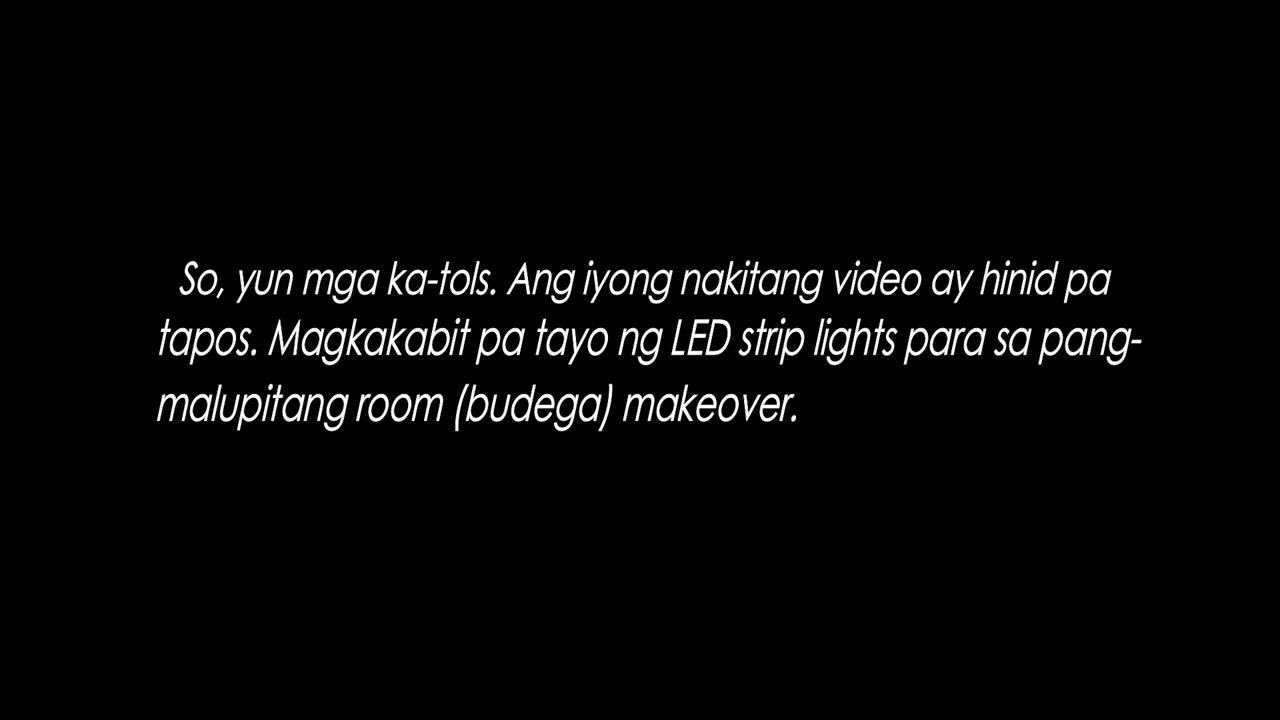 So, yun mga ka-tols. Ang iyong nakitang video ay hinid pa
tapos. Magkakabit pa tayo ng LED strip lights para sa pang-
malupitang room (budega) makeover.